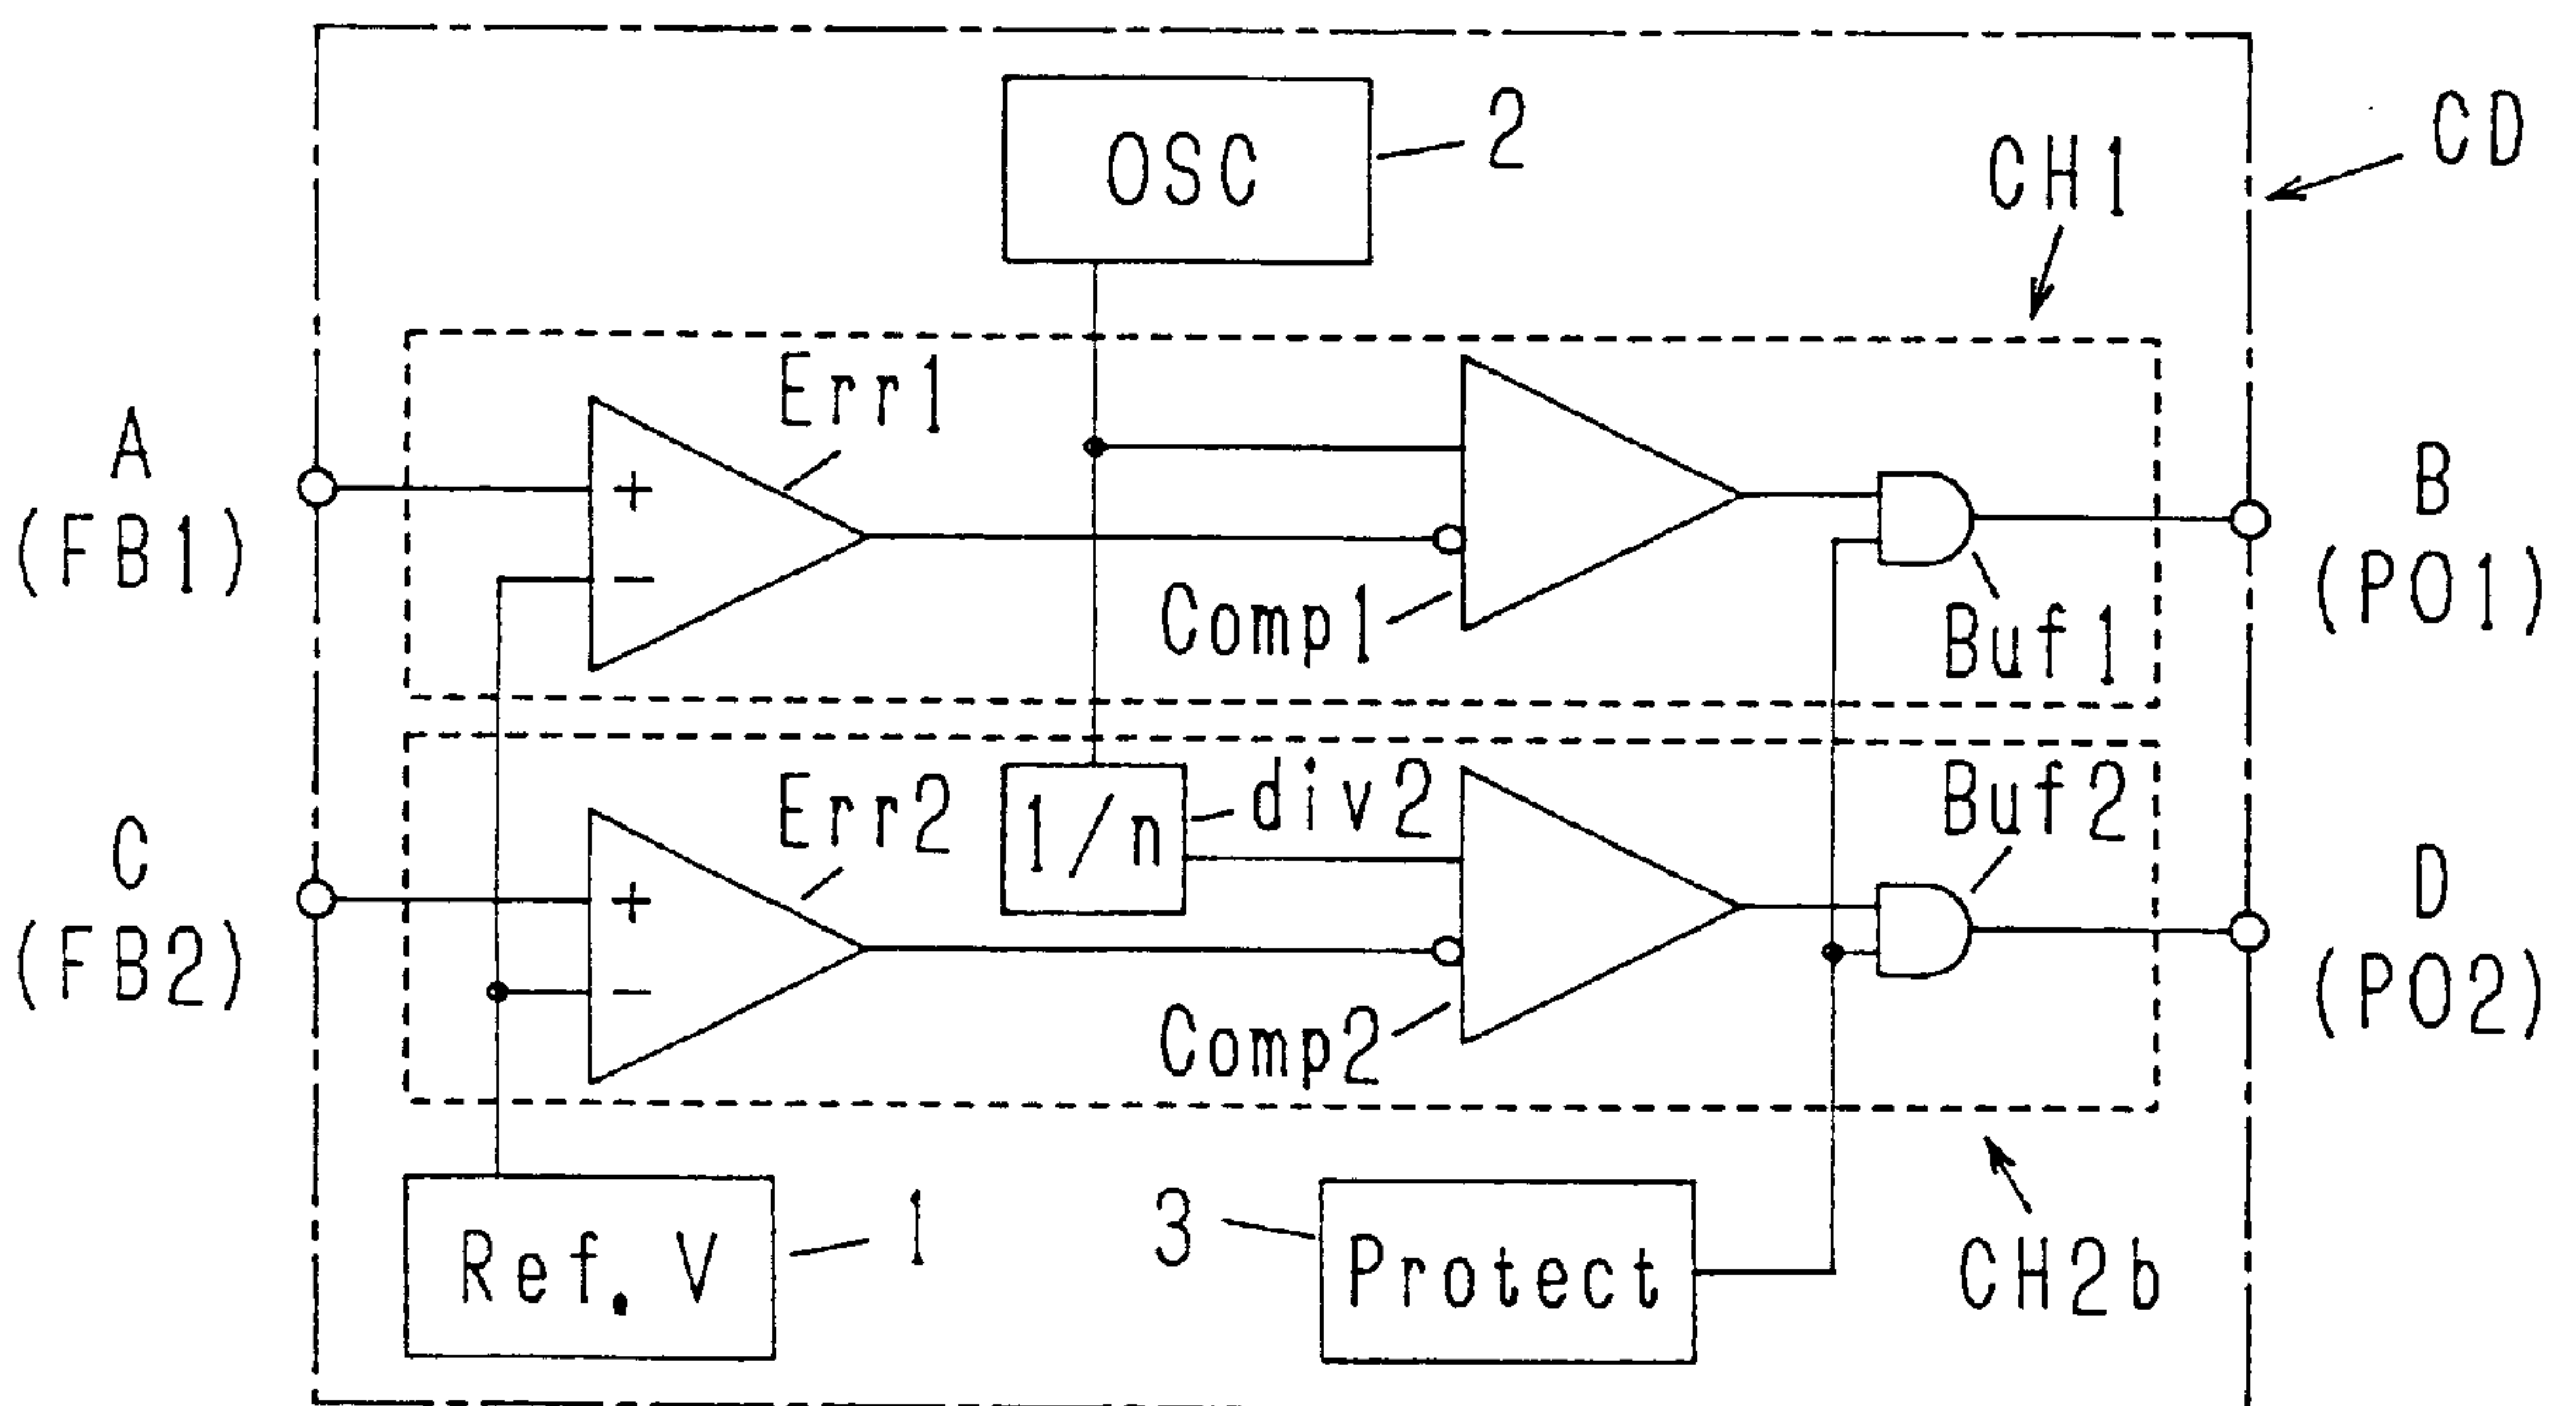 OSC
2
CH1
CD
Err1
A
(FB1)
+
−
Comp1
Buf1
B
(PO1)
Err2
1/n
div2
Buf2
C
(FB2)
+
−
Comp2
D
(PO2)
Ref. V
1
3
Protect
CH2b